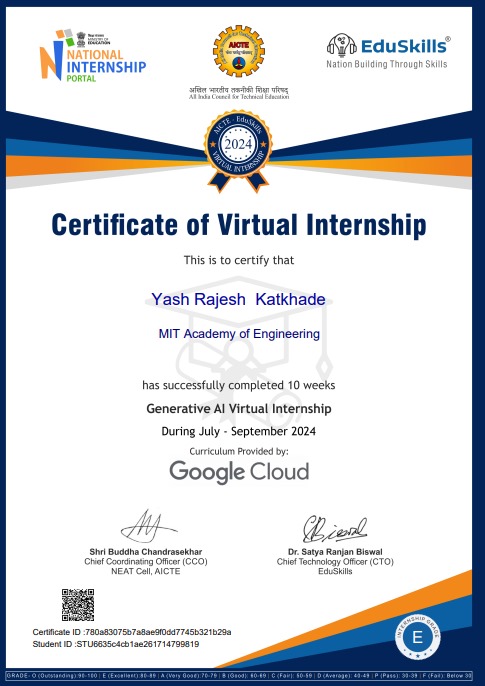 भारत सरकार
MINISTRY OF
EDUCATION
NATIONAL
INTERNSHIP
PORTAL
AICTE
अखिल भारतीय तकनीकी शिक्षा परिषद्
All India Council for Technical Education
EduSkills®
Nation Building Through Skills
AICTE - EduSkills
2024
VIRTUAL INTERNSHIP
Certificate of Virtual Internship
This is to certify that
Yash Rajesh Katkhade
MIT Academy of Engineering
has successfully completed 10 weeks
Generative AI Virtual Internship
During July - September 2024
Curriculum Provided by:
Google Cloud
Shri Buddha Chandrasekhar
Chief Coordinating Officer (CCO)
NEAT Cell, AICTE
Dr. Satya Ranjan Biswal
Chief Technology Officer (CTO)
EduSkills
Certificate ID :780a83075b7a8ae9f0dd7745b321b29a
Student ID :STU6635c4cb1ae261714799819
INTERNSHIP GRADE
E
GRADE:- O (Outstanding):90-100 | E (Excellent):80-89 | A (Very Good):70-79 | B (Good): 60-69 | C (Fair): 50-59 | D (Average): 40-49 | P (Pass): 30-39 | F (Fail): Below 30